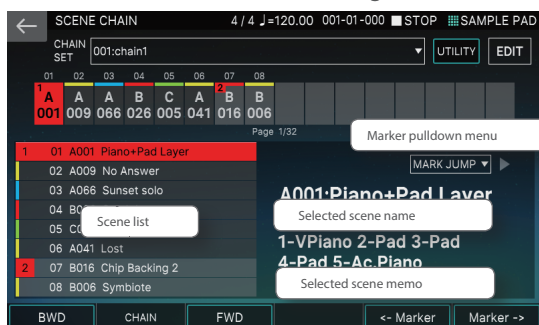 SCENE CHAIN 4 / 4 ♩=120.00 001-01-000 STOP SAMPLE PAD
CHAIN SET 001:chain1 UTILITY EDIT
01 02 03 04 05 06 07 08
1 2
A A A B C A B B
001 009 066 026 005 041 016 006
Page 1/32
Marker pulldown menu
1 01 A001 Piano+Pad Layer
MARK JUMP
02 A009 No Answer
03 A066 Sunset solo
A001:Piano+Pad Layer
04
Scene list
Selected scene name
05
1-VPiano 2-Pad 3-Pad
06 A041 Lost
4-Pad 5-Ac.Piano
2 07 B016 Chip Backing 2
Selected scene memo
08 B006 Symbiote
BWD CHAIN FWD <- Marker Marker ->